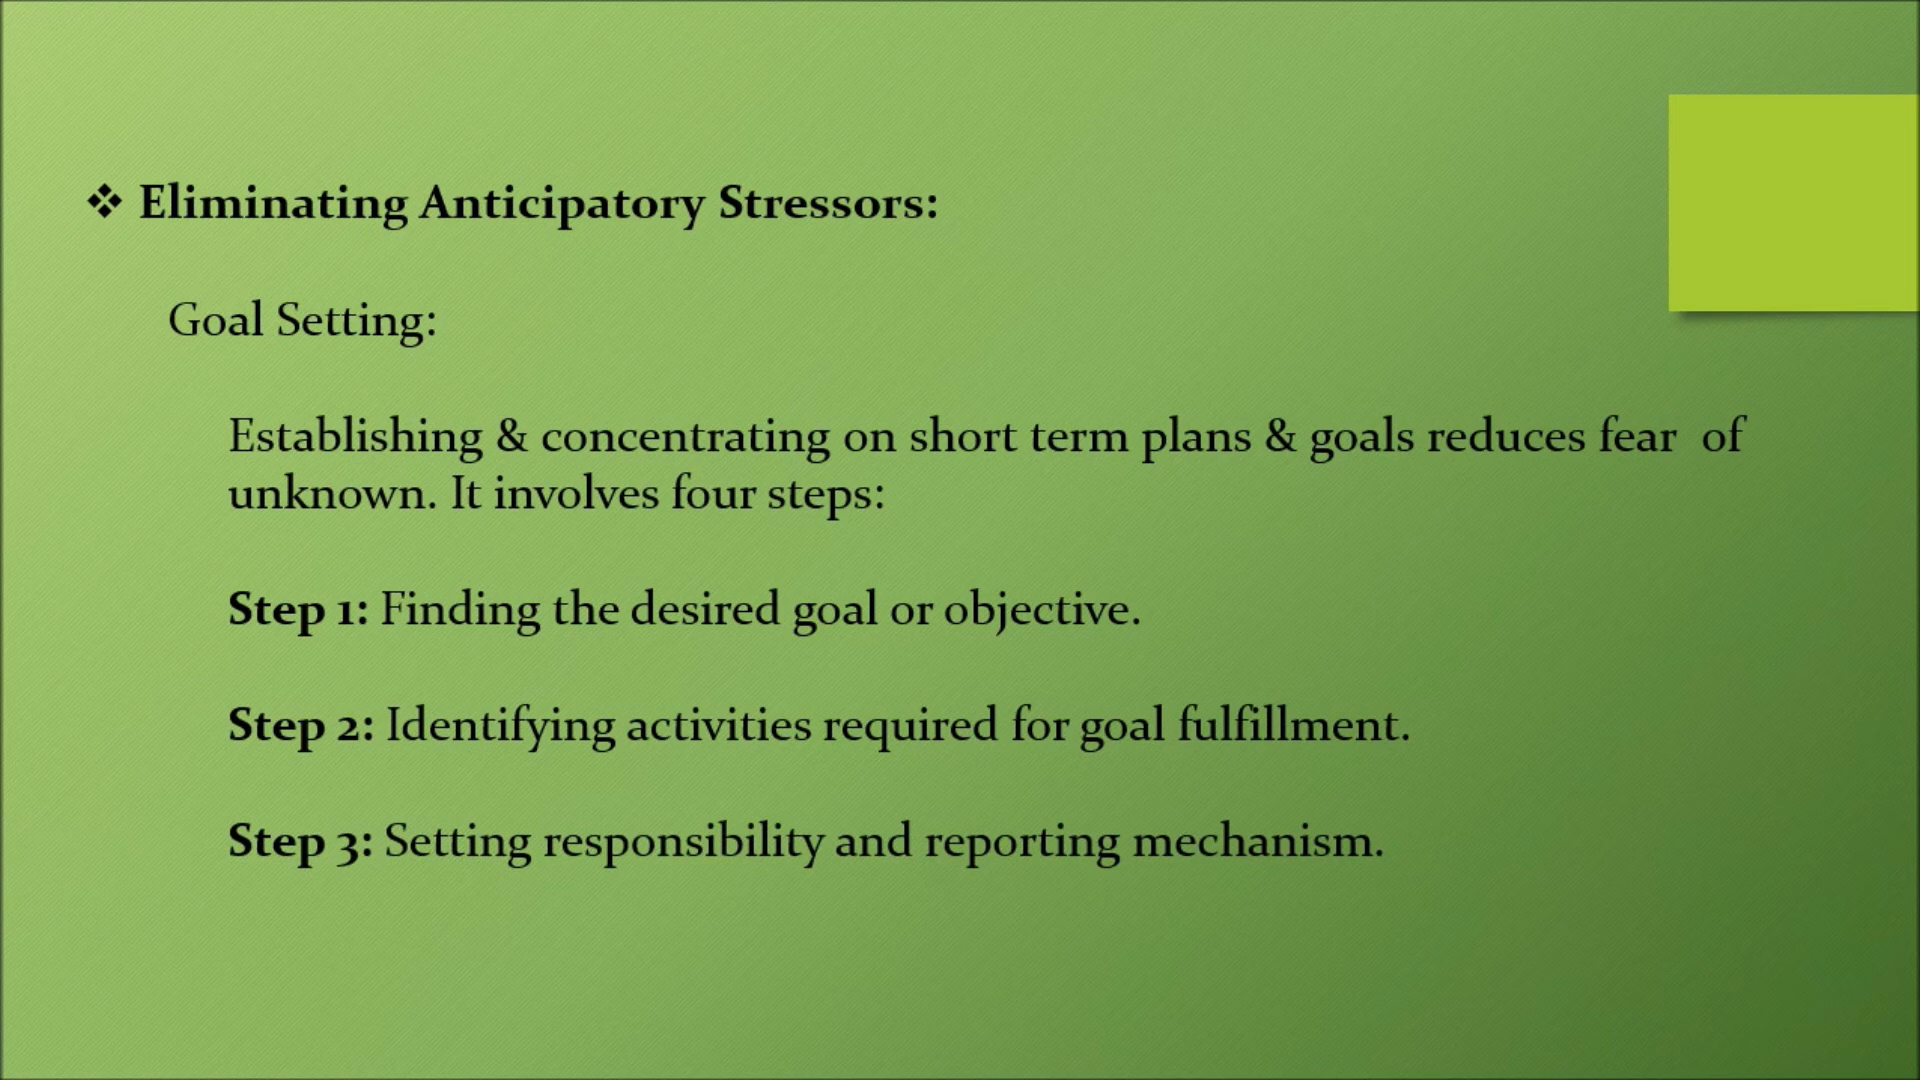 ❖ Eliminating Anticipatory Stressors:
Goal Setting:
Establishing & concentrating on short term plans & goals reduces fear of
unknown. It involves four steps:
Step 1: Finding the desired goal or objective.
Step 2: Identifying activities required for goal fulfillment.
Step 3: Setting responsibility and reporting mechanism.